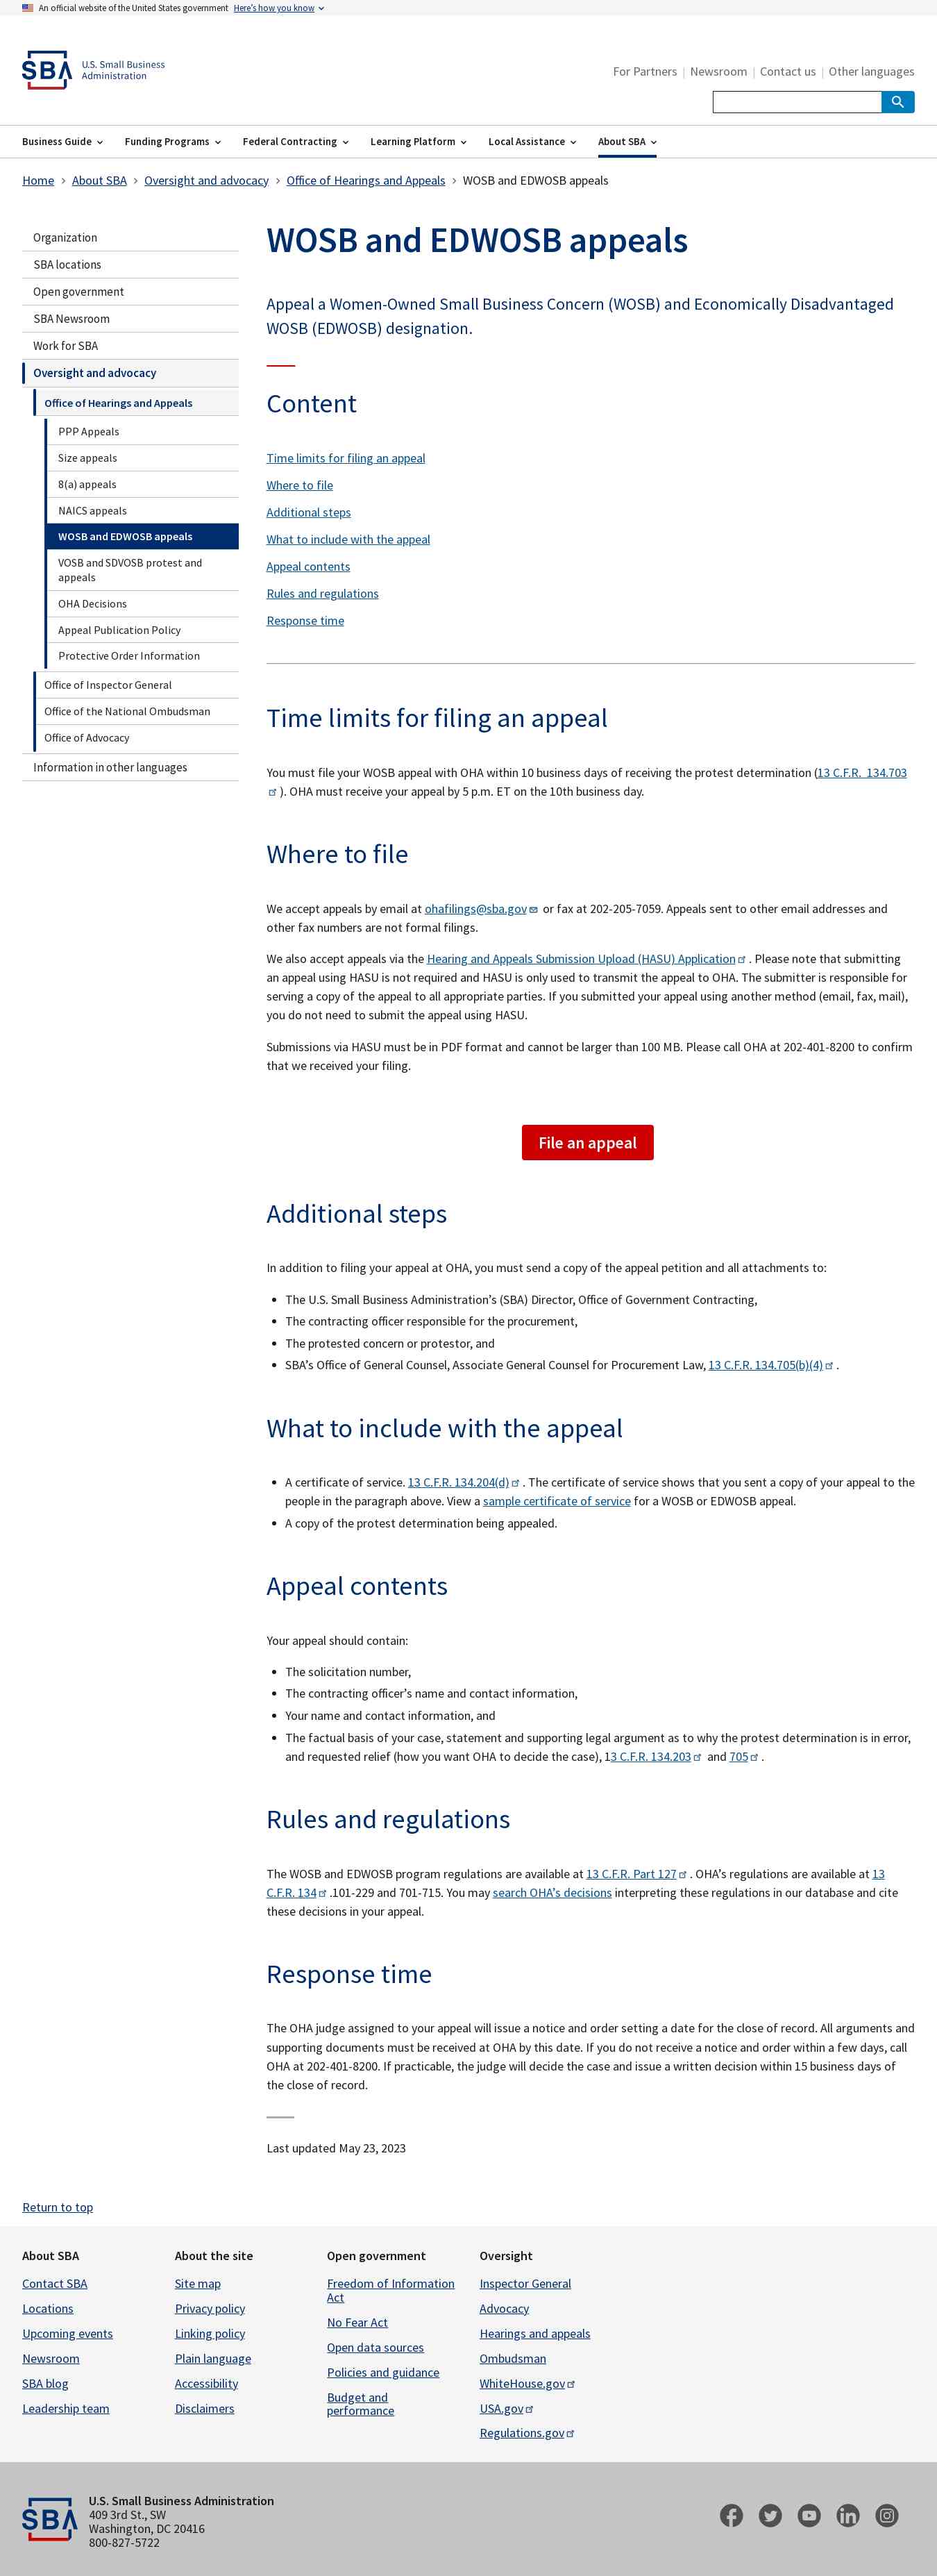 An official website of the United States government Here's how you know
SBA U.S. Small Business
Administration
For Partners | Newsroom | Contact us | Other languages
Business Guide Funding Programs Federal Contracting Learning Platform Local Assistance About SBA
Home > About SBA > Oversight and advocacy > Office of Hearings and Appeals > WOSB and EDWOSB appeals
Organization
SBA locations
Open government
SBA Newsroom
Work for SBA
Oversight and advocacy
Office of Hearings and Appeals
PPP Appeals
Size appeals
8(a) appeals
NAICS appeals
WOSB and EDWOSB appeals
VOSB and SDVOSB protest and
appeals
OHA Decisions
Appeal Publication Policy
Protective Order Information
Office of Inspector General
Office of the National Ombudsman
Office of Advocacy
Information in other languages
WOSB and EDWOSB appeals
Appeal a Women-Owned Small Business Concern (WOSB) and Economically Disadvantaged
WOSB (EDWOSB) designation.
Content
Time limits for filing an appeal
Where to file
Additional steps
What to include with the appeal
Appeal contents
Rules and regulations
Response time
Time limits for filing an appeal
You must file your WOSB appeal with OHA within 10 business days of receiving the protest determination (13 C.F.R. 134.703
). OHA must receive your appeal by 5 p.m. ET on the 10th business day.
Where to file
We accept appeals by email at ohafilings@sba.gov or fax at 202-205-7059. Appeals sent to other email addresses and
other fax numbers are not formal filings.
We also accept appeals via the Hearing and Appeals Submission Upload (HASU) Application . Please note that submitting
an appeal using HASU is not required and HASU is only used to transmit the appeal to OHA. The submitter is responsible for
serving a copy of the appeal to all appropriate parties. If you submitted your appeal using another method (email, fax, mail),
you do not need to submit the appeal using HASU.
Submissions via HASU must be in PDF format and cannot be larger than 100 MB. Please call OHA at 202-401-8200 to confirm
that we received your filing.
File an appeal
Additional steps
In addition to filing your appeal at OHA, you must send a copy of the appeal petition and all attachments to:
• The U.S. Small Business Administration's (SBA) Director, Office of Government Contracting,
• The contracting officer responsible for the procurement,
• The protested concern or protestor, and
• SBA's Office of General Counsel, Associate General Counsel for Procurement Law, 13 C.F.R. 134.705(b)(4) .
What to include with the appeal
• A certificate of service. 13 C.F.R. 134.204(d) . The certificate of service shows that you sent a copy of your appeal to the
people in the paragraph above. View a sample certificate of service for a WOSB or EDWOSB appeal.
• A copy of the protest determination being appealed.
Appeal contents
Your appeal should contain:
• The solicitation number,
• The contracting officer's name and contact information,
• Your name and contact information, and
• The factual basis of your case, statement and supporting legal argument as to why the protest determination is in error,
and requested relief (how you want OHA to decide the case), 13 C.F.R. 134.203 and 705 .
Rules and regulations
The WOSB and EDWOSB program regulations are available at 13 C.F.R. Part 127 . OHA's regulations are available at 13
C.F.R. 134 .101-229 and 701-715. You may search OHA's decisions interpreting these regulations in our database and cite
these decisions in your appeal.
Response time
The OHA judge assigned to your appeal will issue a notice and order setting a date for the close of record. All arguments and
supporting documents must be received at OHA by this date. If you do not receive a notice and order within a few days, call
OHA at 202-401-8200. If practicable, the judge will decide the case and issue a written decision within 15 business days of
the close of record.
Last updated May 23, 2023
Return to top
About SBA
Contact SBA
Locations
Upcoming events
Newsroom
SBA blog
Leadership team
About the site
Site map
Privacy policy
Linking policy
Plain language
Accessibility
Disclaimers
Open government
Freedom of Information
Act
No Fear Act
Open data sources
Policies and guidance
Budget and
performance
Oversight
Inspector General
Advocacy
Hearings and appeals
Ombudsman
WhiteHouse.gov
USA.gov
Regulations.gov
SBA
U.S. Small Business Administration
409 3rd St., SW
Washington, DC 20416
800-827-5722